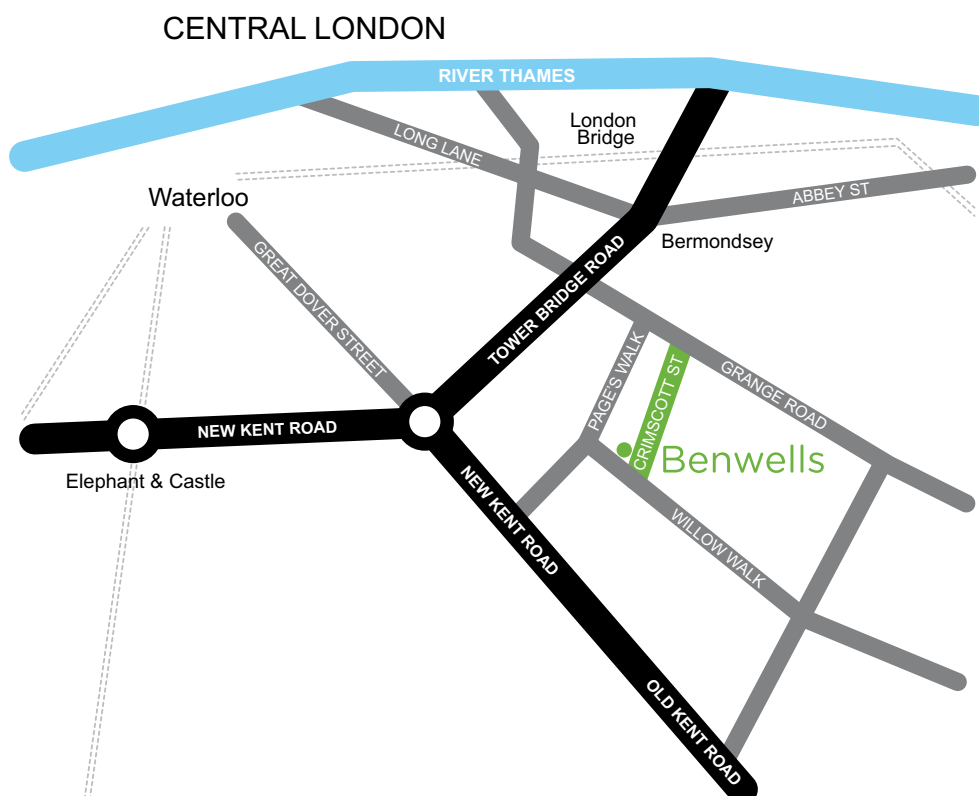 CENTRAL LONDON
RIVER THAMES
London
Bridge
LONG LANE
ABBEY ST
Waterloo
Bermondsey
GREAT DOVER STREET
TOWER BRIDGE ROAD
PAGE'S WALK
CRIMSCOTT ST
GRANGE ROAD
NEW KENT ROAD
Benwells
Elephant & Castle
NEW KENT ROAD
WILLOW WALK
OLD KENT ROAD